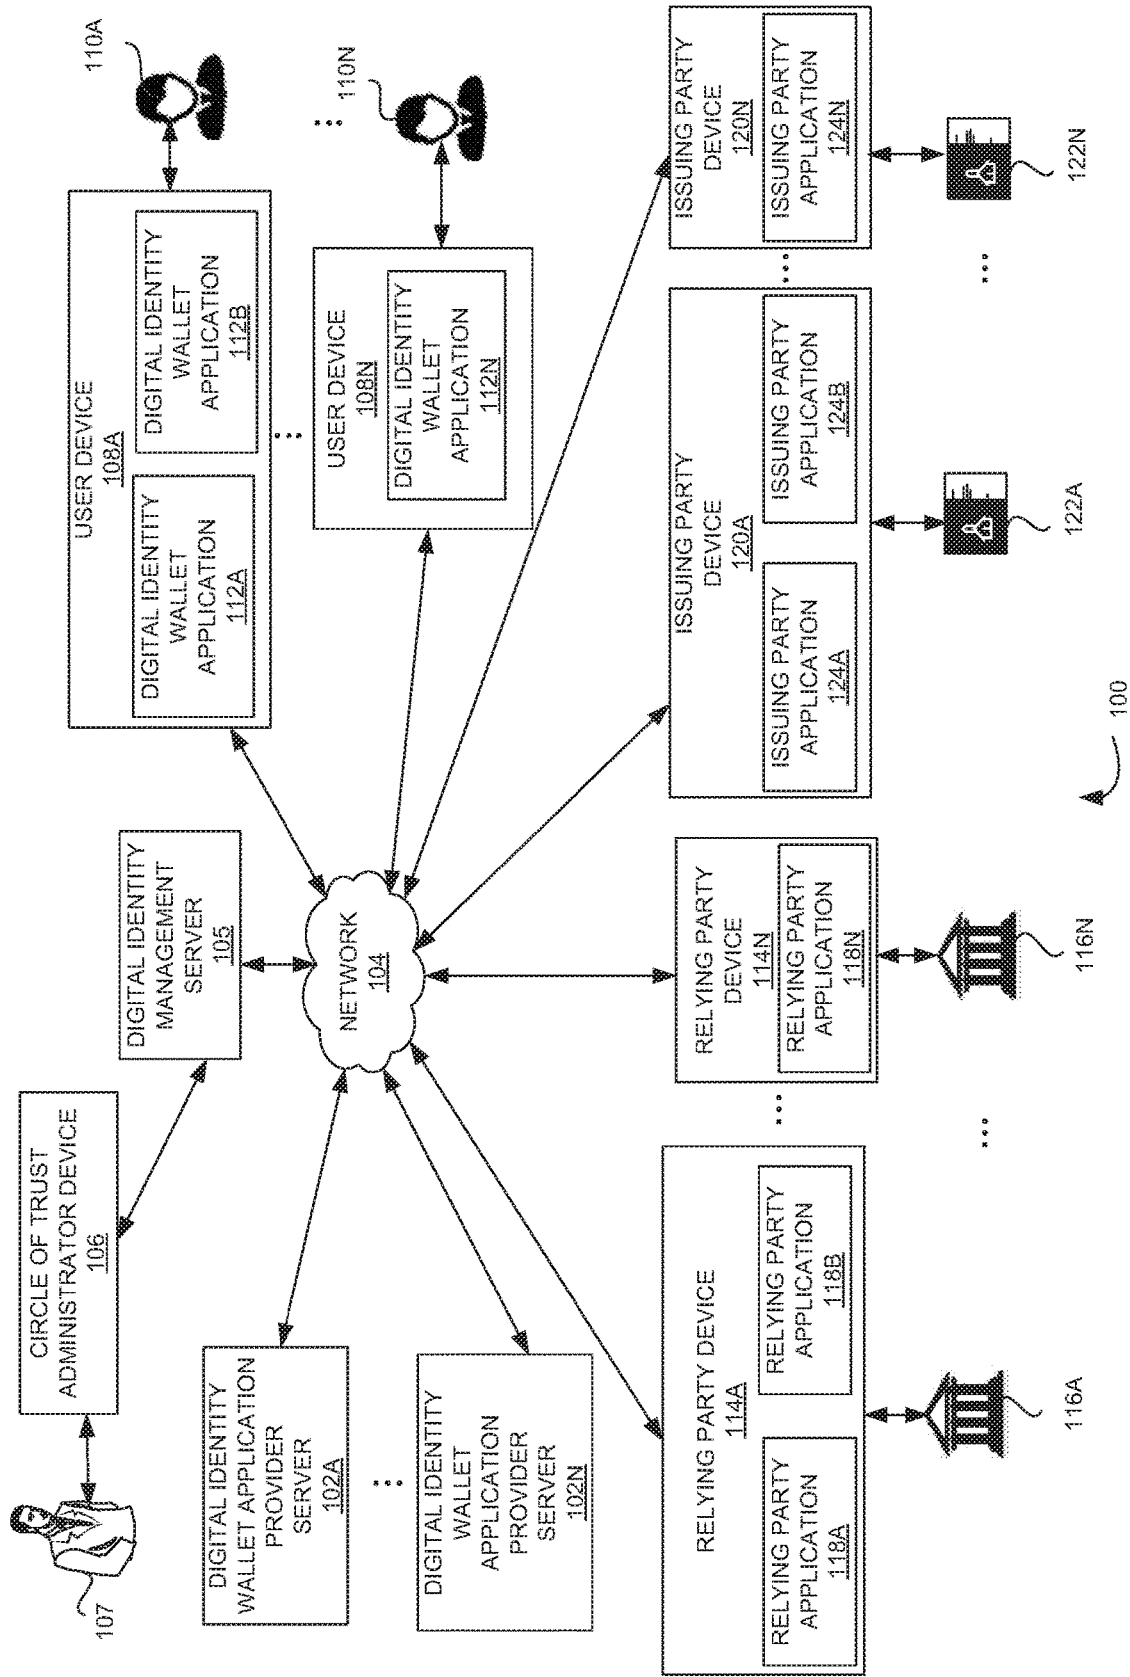 107
CIRCLE OF TRUST
ADMINISTRATOR DEVICE
106
DIGITAL IDENTITY
MANAGEMENT
SERVER
105
USER DEVICE
108A
DIGITAL IDENTITY
WALLET
APPLICATION
112A
DIGITAL IDENTITY
WALLET
APPLICATION
112B
110A
...
...
110N
USER DEVICE
108N
DIGITAL IDENTITY
WALLET
APPLICATION
112N
DIGITAL IDENTITY
WALLET APPLICATION
PROVIDER
SERVER
102A
...
DIGITAL IDENTITY
WALLET
APPLICATION
PROVIDER
SERVER
102N
NETWORK
104
RELYING PARTY DEVICE
114A
RELYING PARTY
APPLICATION
118A
RELYING PARTY
APPLICATION
118B
...
RELYING PARTY
DEVICE
114N
RELYING PARTY
APPLICATION
118N
ISSUING PARTY
DEVICE
120A
ISSUING PARTY
APPLICATION
124A
ISSUING PARTY
APPLICATION
124B
...
ISSUING PARTY
DEVICE
120N
ISSUING PARTY
APPLICATION
124N
116A
...
116N
122A
...
122N
100